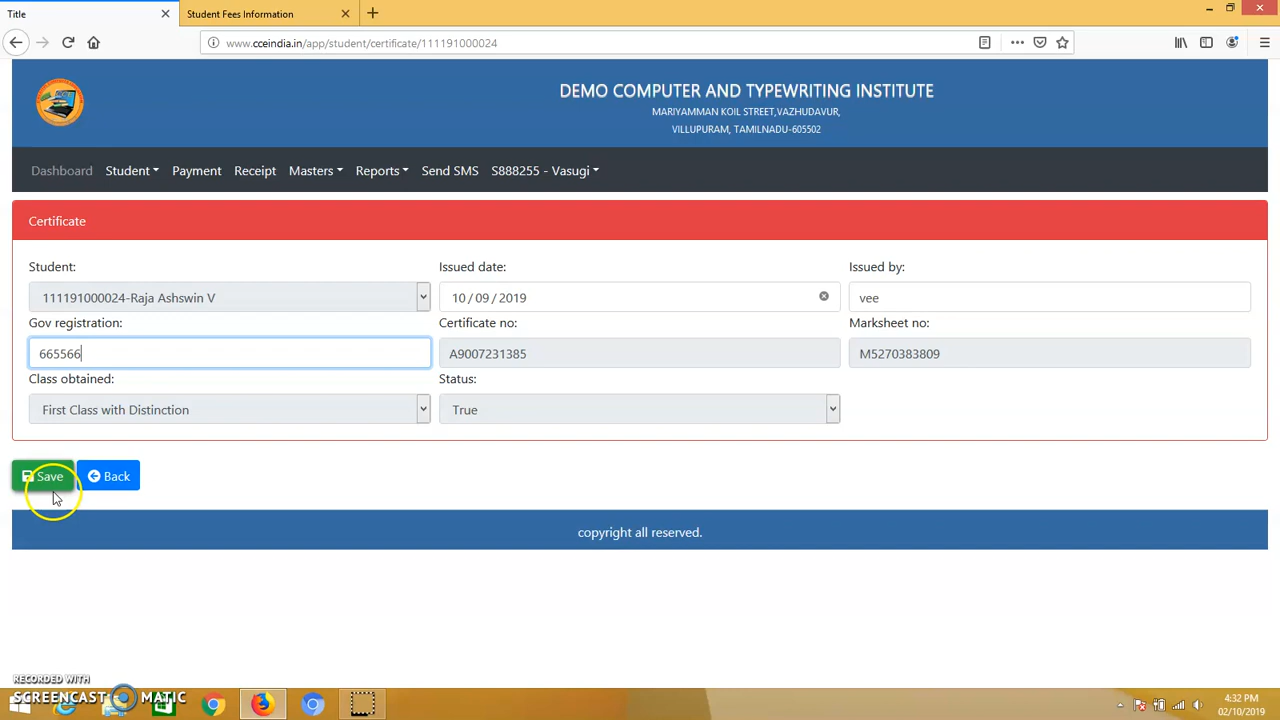 Title
Student Fees Information
www.cceindia.in/app/student/certificate/111191000024
DEMO COMPUTER AND TYPEWRITING INSTITUTE
MARIYAMMAN KOIL STREET,VAZHUDAVUR,
VILLUPURAM, TAMILNADU-605502
Dashboard Student Payment Receipt Masters Reports Send SMS S888255 - Vasugi
Certificate
Student: Issued date: Issued by:
111191000024-Raja Ashswin V 10 / 09 / 2019 vee
Gov registration: Certificate no: Marksheet no:
665566 A9007231385 M5270383809
Class obtained: Status:
First Class with Distinction True
Save Back
copyright all reserved.
RECORDED WITH
SCREENCAST MATIC
4:32 PM
02/10/2019